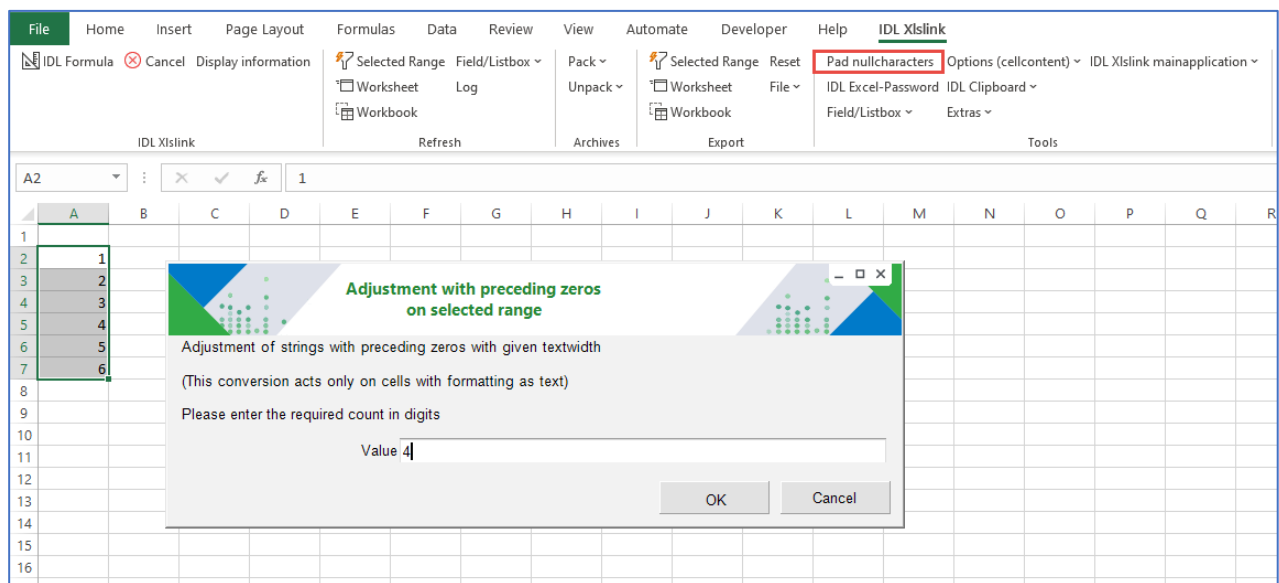 File Home Insert Page Layout Formulas Data Review View Automate Developer Help IDL Xlslink
IDL Formula Cancel Display information Selected Range Field/Listbox Pack Selected Range Reset Pad nullcharacters Options (cellcontent) IDL Xlslink mainapplication
Worksheet Log Unpack Worksheet File IDL Excel-Password IDL Clipboard
Workbook Workbook Field/Listbox Extras
IDL Xlslink Refresh Archives Export Tools
A2 fx 1
A B C D E F G H I J K L M N O P Q R
1
2 1
3 2
4 3
5 4
6 5
7 6
8
9
10
11
12
13
14
15
16
Adjustment with preceding zeros
on selected range
Adjustment of strings with preceding zeros with given textwidth
(This conversion acts only on cells with formatting as text)
Please enter the required count in digits
Value 4
OK Cancel